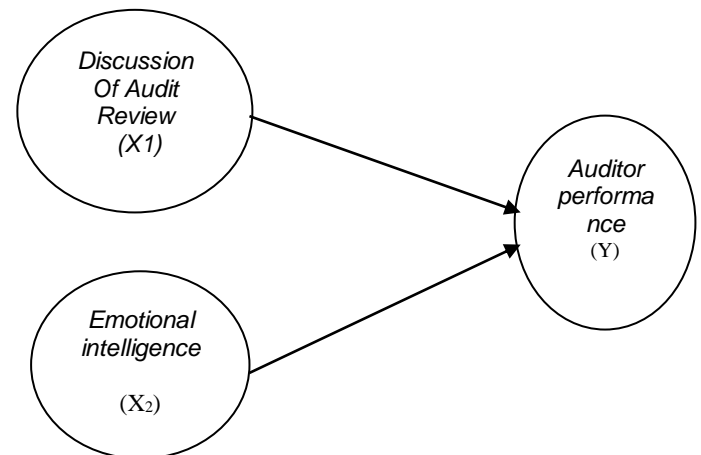 Discussion
Of Audit
Review
(X1)
Auditor
performa
nce
(Y)
Emotional
intelligence
(X₂)